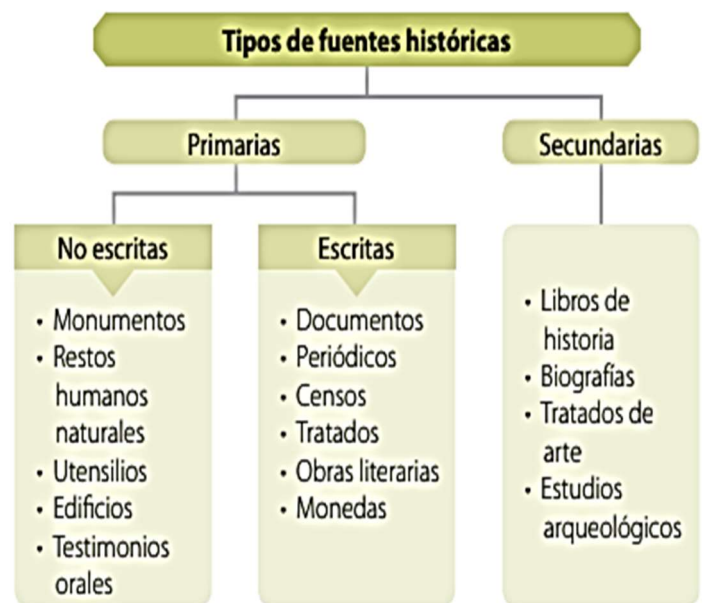 Tipos de fuentes históricas
Primarias
Secundarias
No escritas
• Monumentos
• Restos
humanos
naturales
• Utensilios
• Edificios
• Testimonios
orales
Escritas
• Documentos
• Periódicos
• Censos
• Tratados
• Obras literarias
• Monedas
• Libros de
historia
• Biografías
• Tratados de
arte
• Estudios
arqueológicos